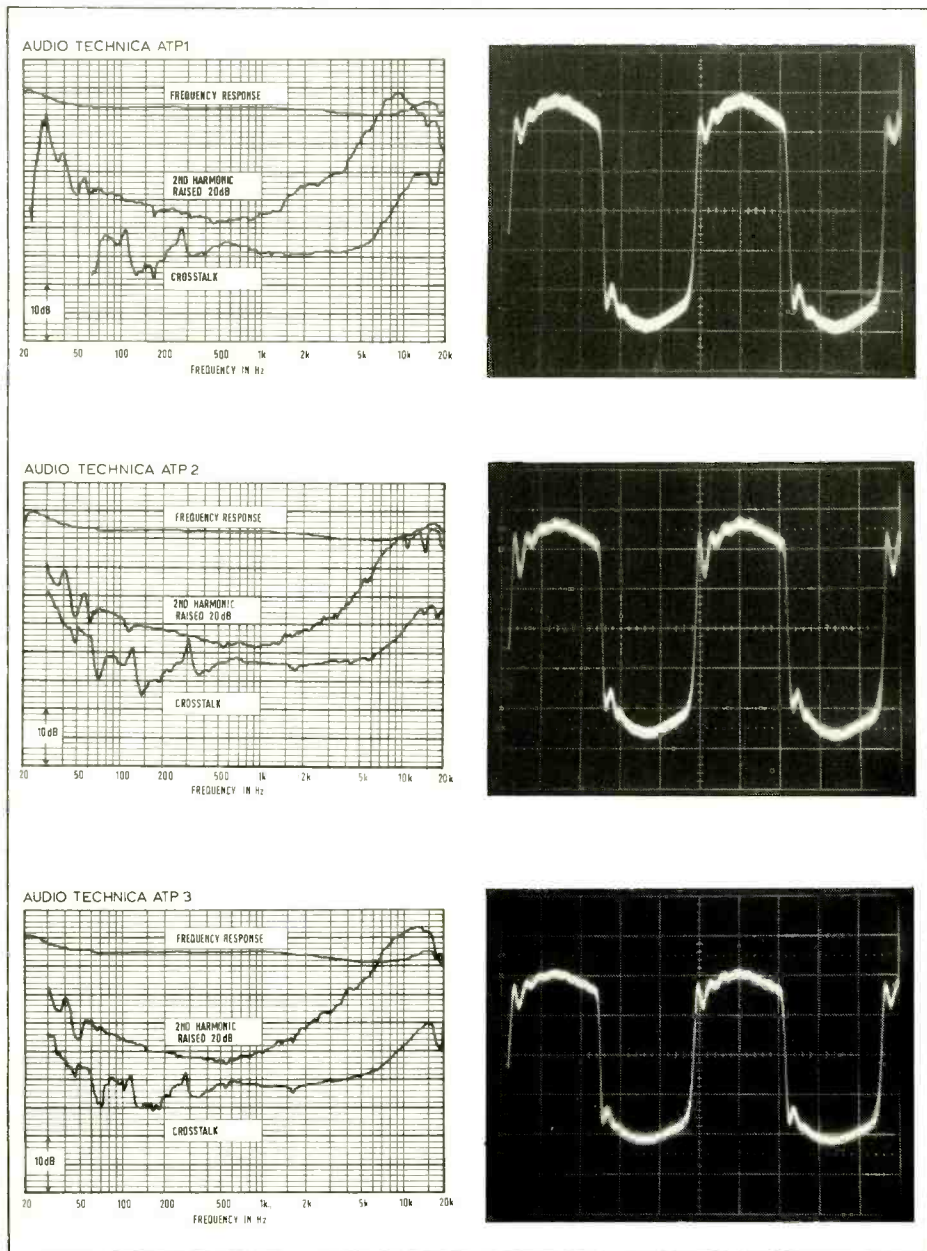 AUDIO TECHNICA ATP1
FREQUENCY RESPONSE
2ND HARMONIC
RAISED 20dB
CROSSTALK
10dB
20 50 100 200 500 1k 2k 5k 10k 20k
FREQUENCY IN Hz
AUDIO TECHNICA ATP 2
FREQUENCY RESPONSE
2ND HARMONIC
RAISED 20dB
CROSSTALK
10dB
20 50 100 200 500 1k 2k 5k 10k 20k
FREQUENCY IN Hz
AUDIO TECHNICA ATP 3
FREQUENCY RESPONSE
2ND HARMONIC
RAISED 20dB
CROSSTALK
10dB
20 50 100 200 500 1k. 2k 5k 10k 20k
FREQUENCY IN Hz